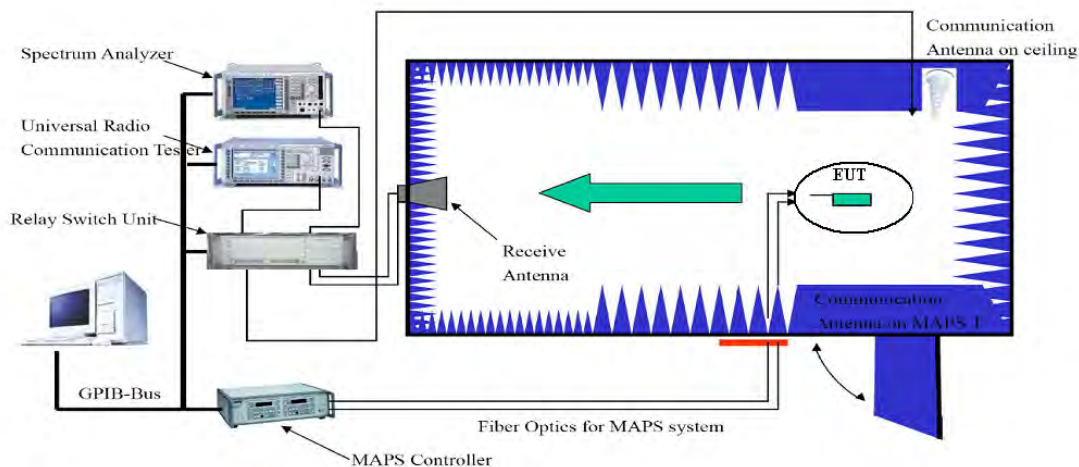 Communication
Antenna on ceiling
Spectrum Analyzer
Universal Radio
Communication Tester
EUT
Relay Switch Unit
Receive
Antenna
Communication
Antenna on MAPS T
GPIB-Bus
Fiber Optics for MAPS system
MAPS Controller